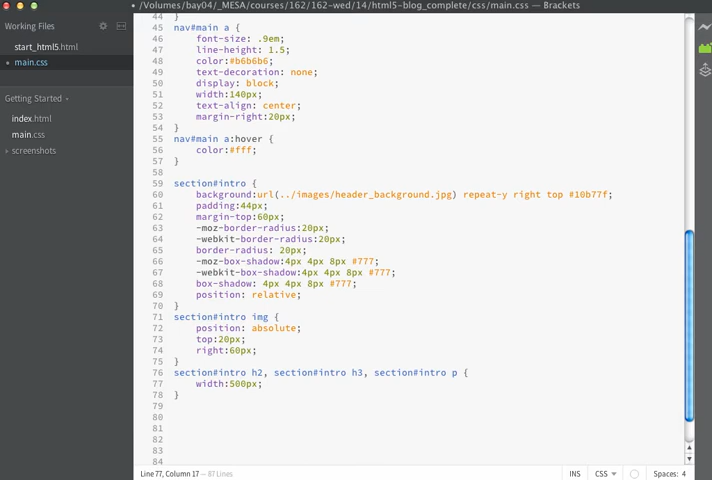 /Volumes/bay04/_MESA/courses/162/162-wed/14/html5-blog_complete/css/main.css — Brackets
Working Files
start_html5.html
main.css
Getting Started
index.html
main.css
screenshots
44 }
45 nav#main a {
46 font-size: .9em;
47 line-height: 1.5;
48 color:#b6b6b6;
49 text-decoration: none;
50 display: block;
51 width:140px;
52 text-align: center;
53 margin-right:20px;
54 }
55 nav#main a:hover {
56 color:#fff;
57 }
58
59 section#intro {
60 background:url(../images/header_background.jpg) repeat-y right top #10b77f;
61 padding:44px;
62 margin-top:60px;
63 -moz-border-radius:20px;
64 -webkit-border-radius:20px;
65 border-radius: 20px;
66 -moz-box-shadow:4px 4px 8px #777;
67 -webkit-box-shadow:4px 4px 8px #777;
68 box-shadow: 4px 4px 8px #777;
69 position: relative;
70 }
71 section#intro img {
72 position: absolute;
73 top:20px;
74 right:60px;
75 }
76 section#intro h2, section#intro h3, section#intro p {
77 width:500px;
78 }
79
80
81
82
83
84
Line 77, Column 17 — 87 Lines
INS
CSS
Spaces: 4